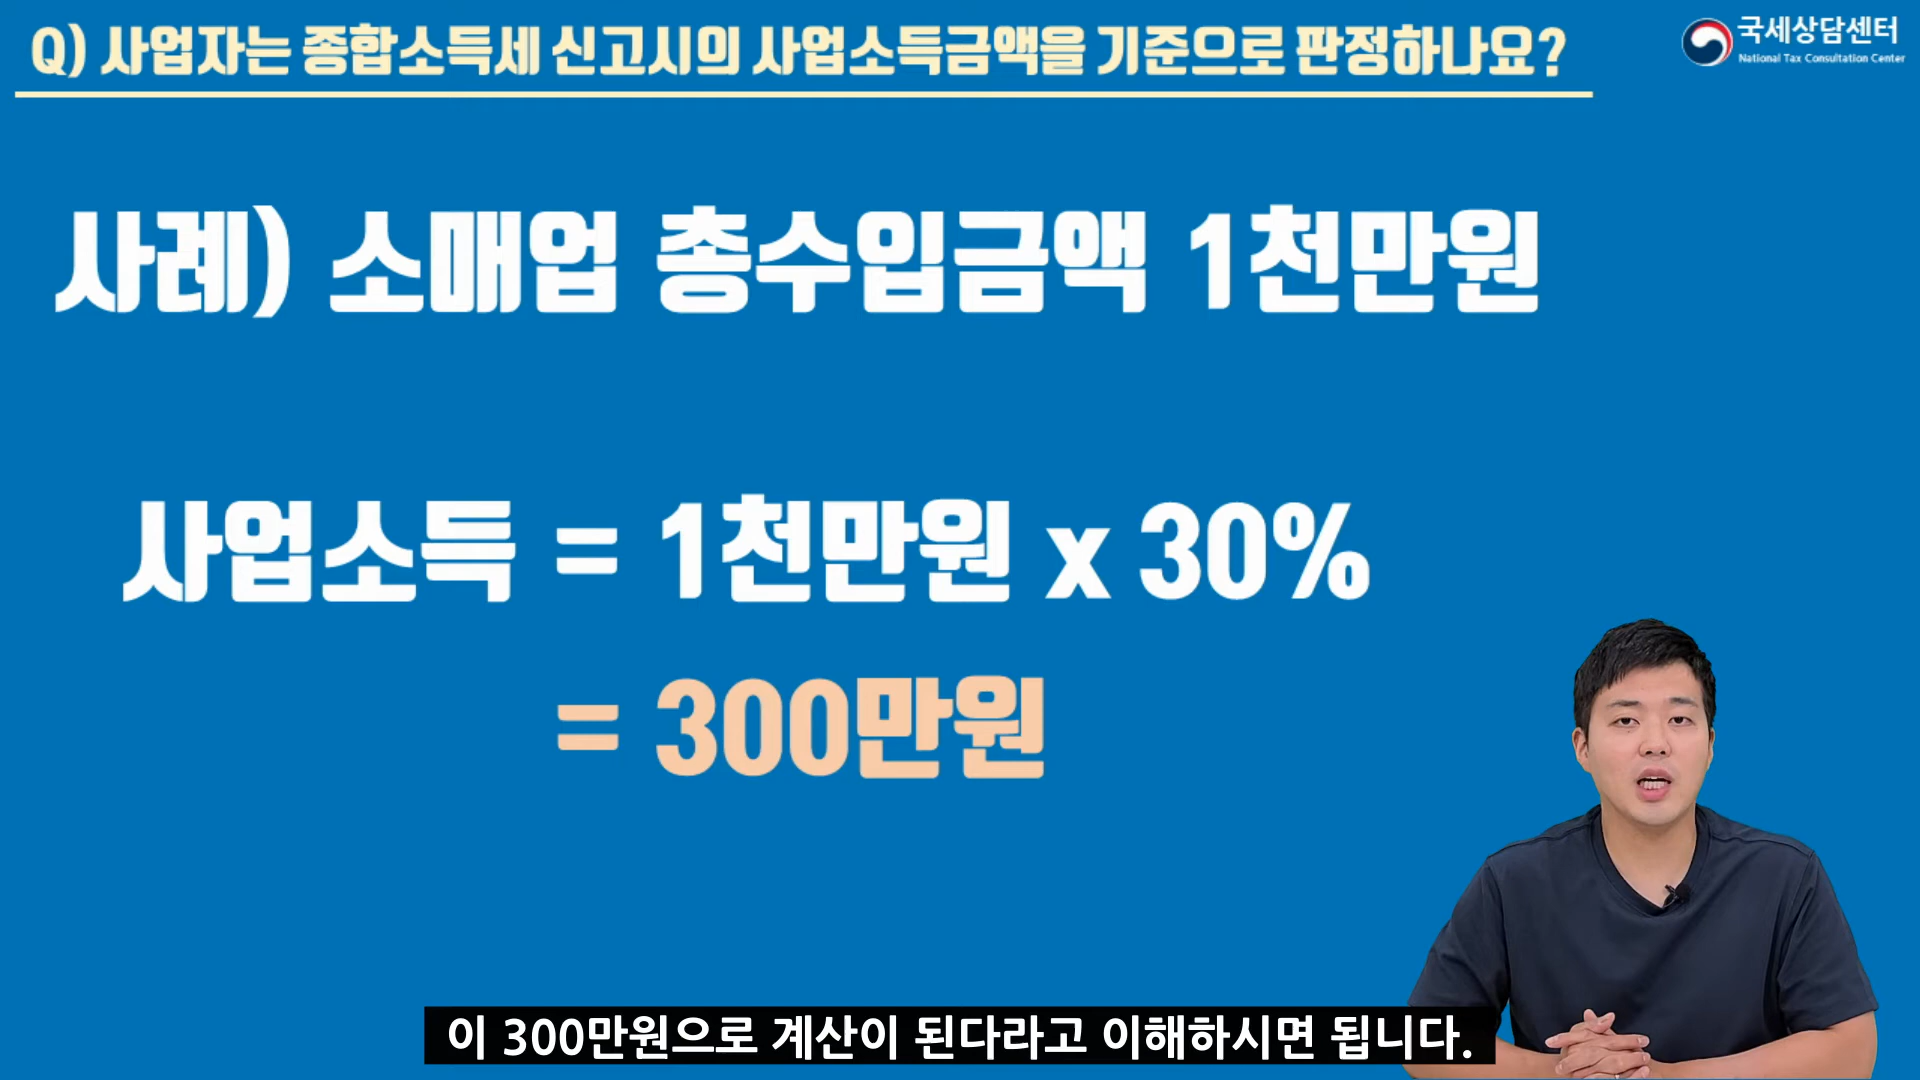 Q) 사업자는 종합소득세 신고시의 사업소득금액을 기준으로 판정하나요?
국세상담센터
National Tax Consultation Center
사례) 소매업 총수입금액 1천만원
사업소득 = 1천만원 x 30%
= 300만원
이 300만원으로 계산이 된다라고 이해하시면 됩니다.